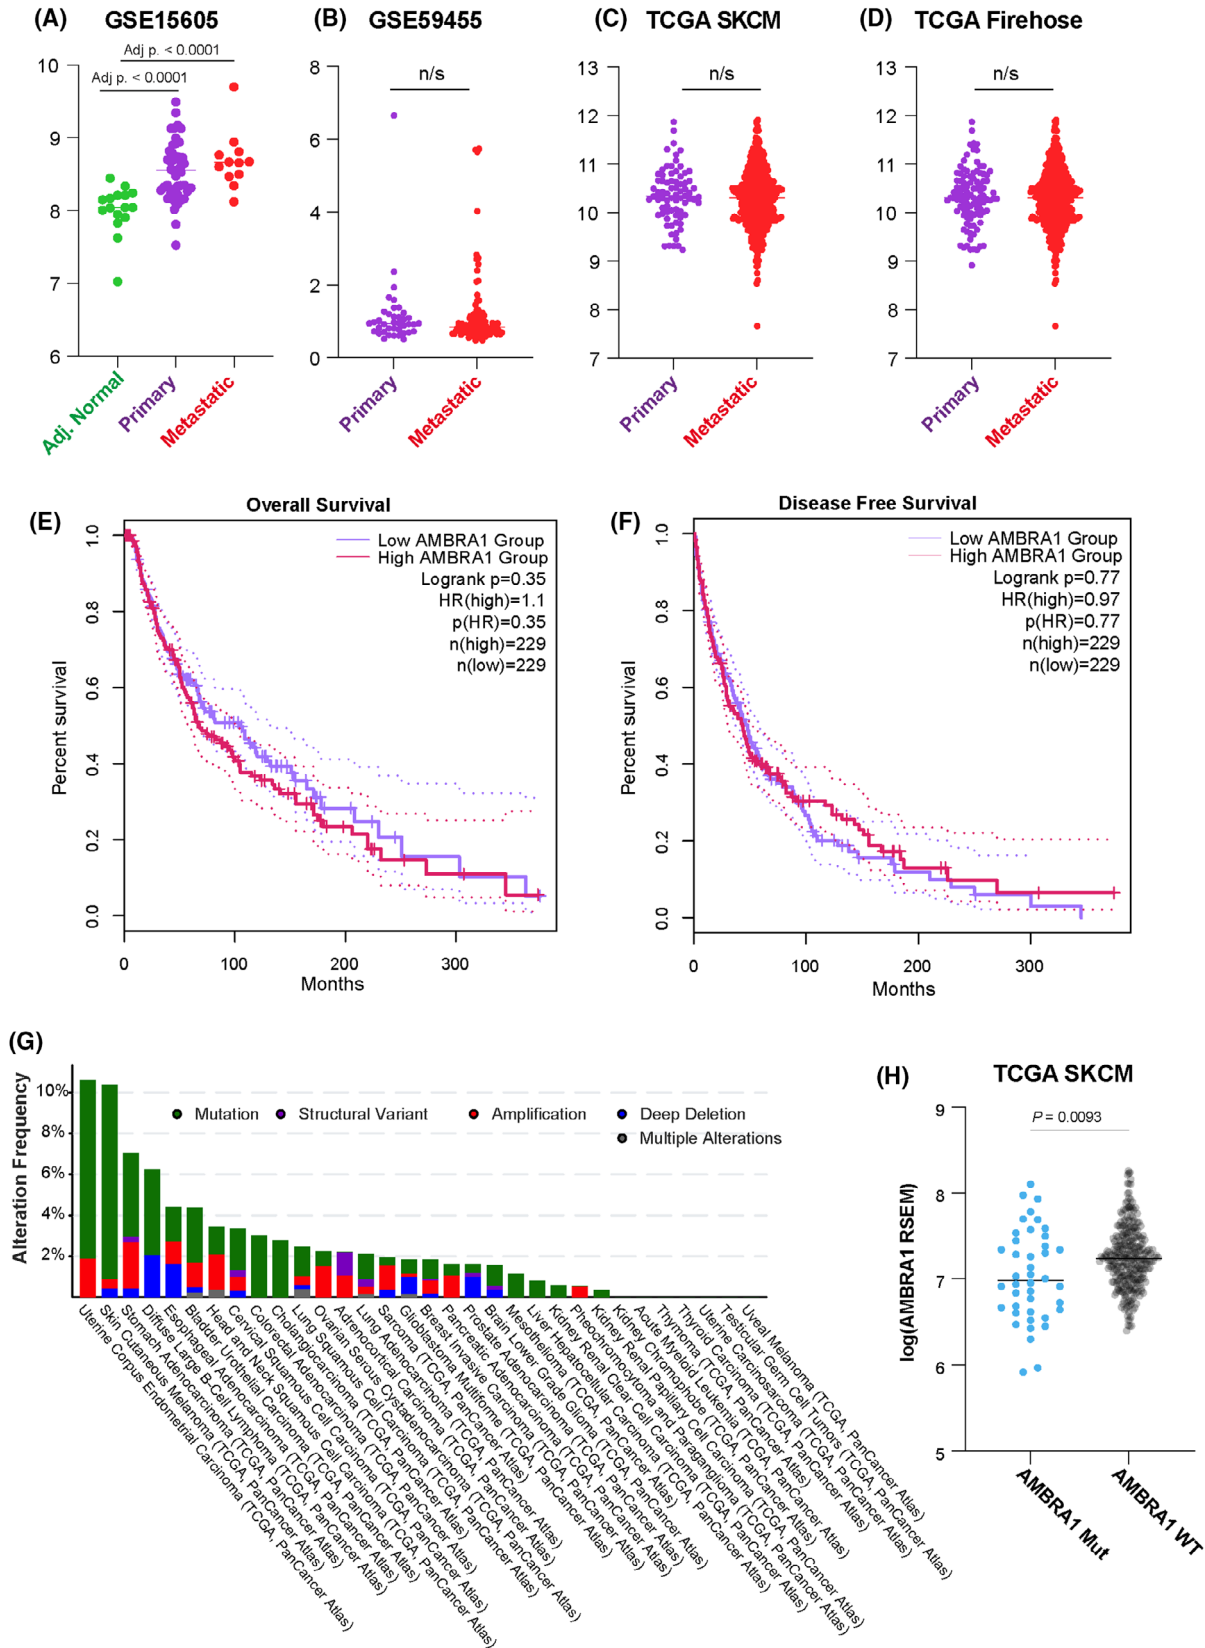 (A) GSE15605
Adj p. < 0.0001
Adj p. < 0.0001
10
9
8
7
6
Adj. Normal
Primary
Metastatic
(B) GSE59455
n/s
8
6
4
2
0
Primary
Metastatic
(C) TCGA SKCM
n/s
13
12
11
10
9
8
7
Primary
Metastatic
(D) TCGA Firehose
n/s
13
12
11
10
9
8
7
Primary
Metastatic
(E)
Overall Survival
Low AMBRA1 Group
High AMBRA1 Group
Logrank p=0.35
HR(high)=1.1
p(HR)=0.35
n(high)=229
n(low)=229
Percent survival
1.0
0.8
0.6
0.4
0.2
0.0
0 100 200 300
Months
(F)
Disease Free Survival
Low AMBRA1 Group
High AMBRA1 Group
Logrank p=0.77
HR(high)=0.97
p(HR)=0.77
n(high)=229
n(low)=229
Percent survival
1.0
0.8
0.6
0.4
0.2
0.0
0 100 200 300
Months
(G)
Alteration Frequency
10%
8%
6%
4%
2%
Mutation
Structural Variant
Amplification
Deep Deletion
Multiple Alterations
Uterine Corpus Endometrial Carcinoma (TCGA, PanCancer Atlas)
Skin Cutaneous Melanoma (TCGA, PanCancer Atlas)
Stomach Adenocarcinoma (TCGA, PanCancer Atlas)
Diffuse Large B-Cell Lymphoma (TCGA, PanCancer Atlas)
Esophageal Adenocarcinoma (TCGA, PanCancer Atlas)
Bladder Urothelial Carcinoma (TCGA, PanCancer Atlas)
Head and Neck Squamous Cell Carcinoma (TCGA, PanCancer Atlas)
Cervical Squamous Cell Carcinoma (TCGA, PanCancer Atlas)
Colorectal Adenocarcinoma (TCGA, PanCancer Atlas)
Cholangiocarcinoma (TCGA, PanCancer Atlas)
Lung Squamous Cell Carcinoma (TCGA, PanCancer Atlas)
Ovarian Serous Cystadenocarcinoma (TCGA, PanCancer Atlas)
Adrenocortical Carcinoma (TCGA, PanCancer Atlas)
Lung Adenocarcinoma (TCGA, PanCancer Atlas)
Sarcoma (TCGA, PanCancer Atlas)
Glioblastoma Multiforme (TCGA, PanCancer Atlas)
Breast Invasive Carcinoma (TCGA, PanCancer Atlas)
Pancreatic Adenocarcinoma (TCGA, PanCancer Atlas)
Prostate Adenocarcinoma (TCGA, PanCancer Atlas)
Brain Lower Grade Glioma (TCGA, PanCancer Atlas)
Mesothelioma (TCGA, PanCancer Atlas)
Liver Hepatocellular Carcinoma (TCGA, PanCancer Atlas)
Kidney Renal Clear Cell Carcinoma (TCGA, PanCancer Atlas)
Pheochromocytoma and Paraganglioma (TCGA, PanCancer Atlas)
Kidney Renal Papillary Cell Carcinoma (TCGA, PanCancer Atlas)
Kidney Chromophobe (TCGA, PanCancer Atlas)
Acute Myeloid Leukemia (TCGA, PanCancer Atlas)
Thymoma (TCGA, PanCancer Atlas)
Thyroid Carcinoma (TCGA, PanCancer Atlas)
Uterine Carcinosarcoma (TCGA, PanCancer Atlas)
Testicular Germ Cell Tumors (TCGA, PanCancer Atlas)
Uveal Melanoma (TCGA, PanCancer Atlas)
(H) TCGA SKCM
P = 0.0093
log(AMBRA1 RSEM)
9
8
7
6
5
AMBRA1 Mut
AMBRA1 WT